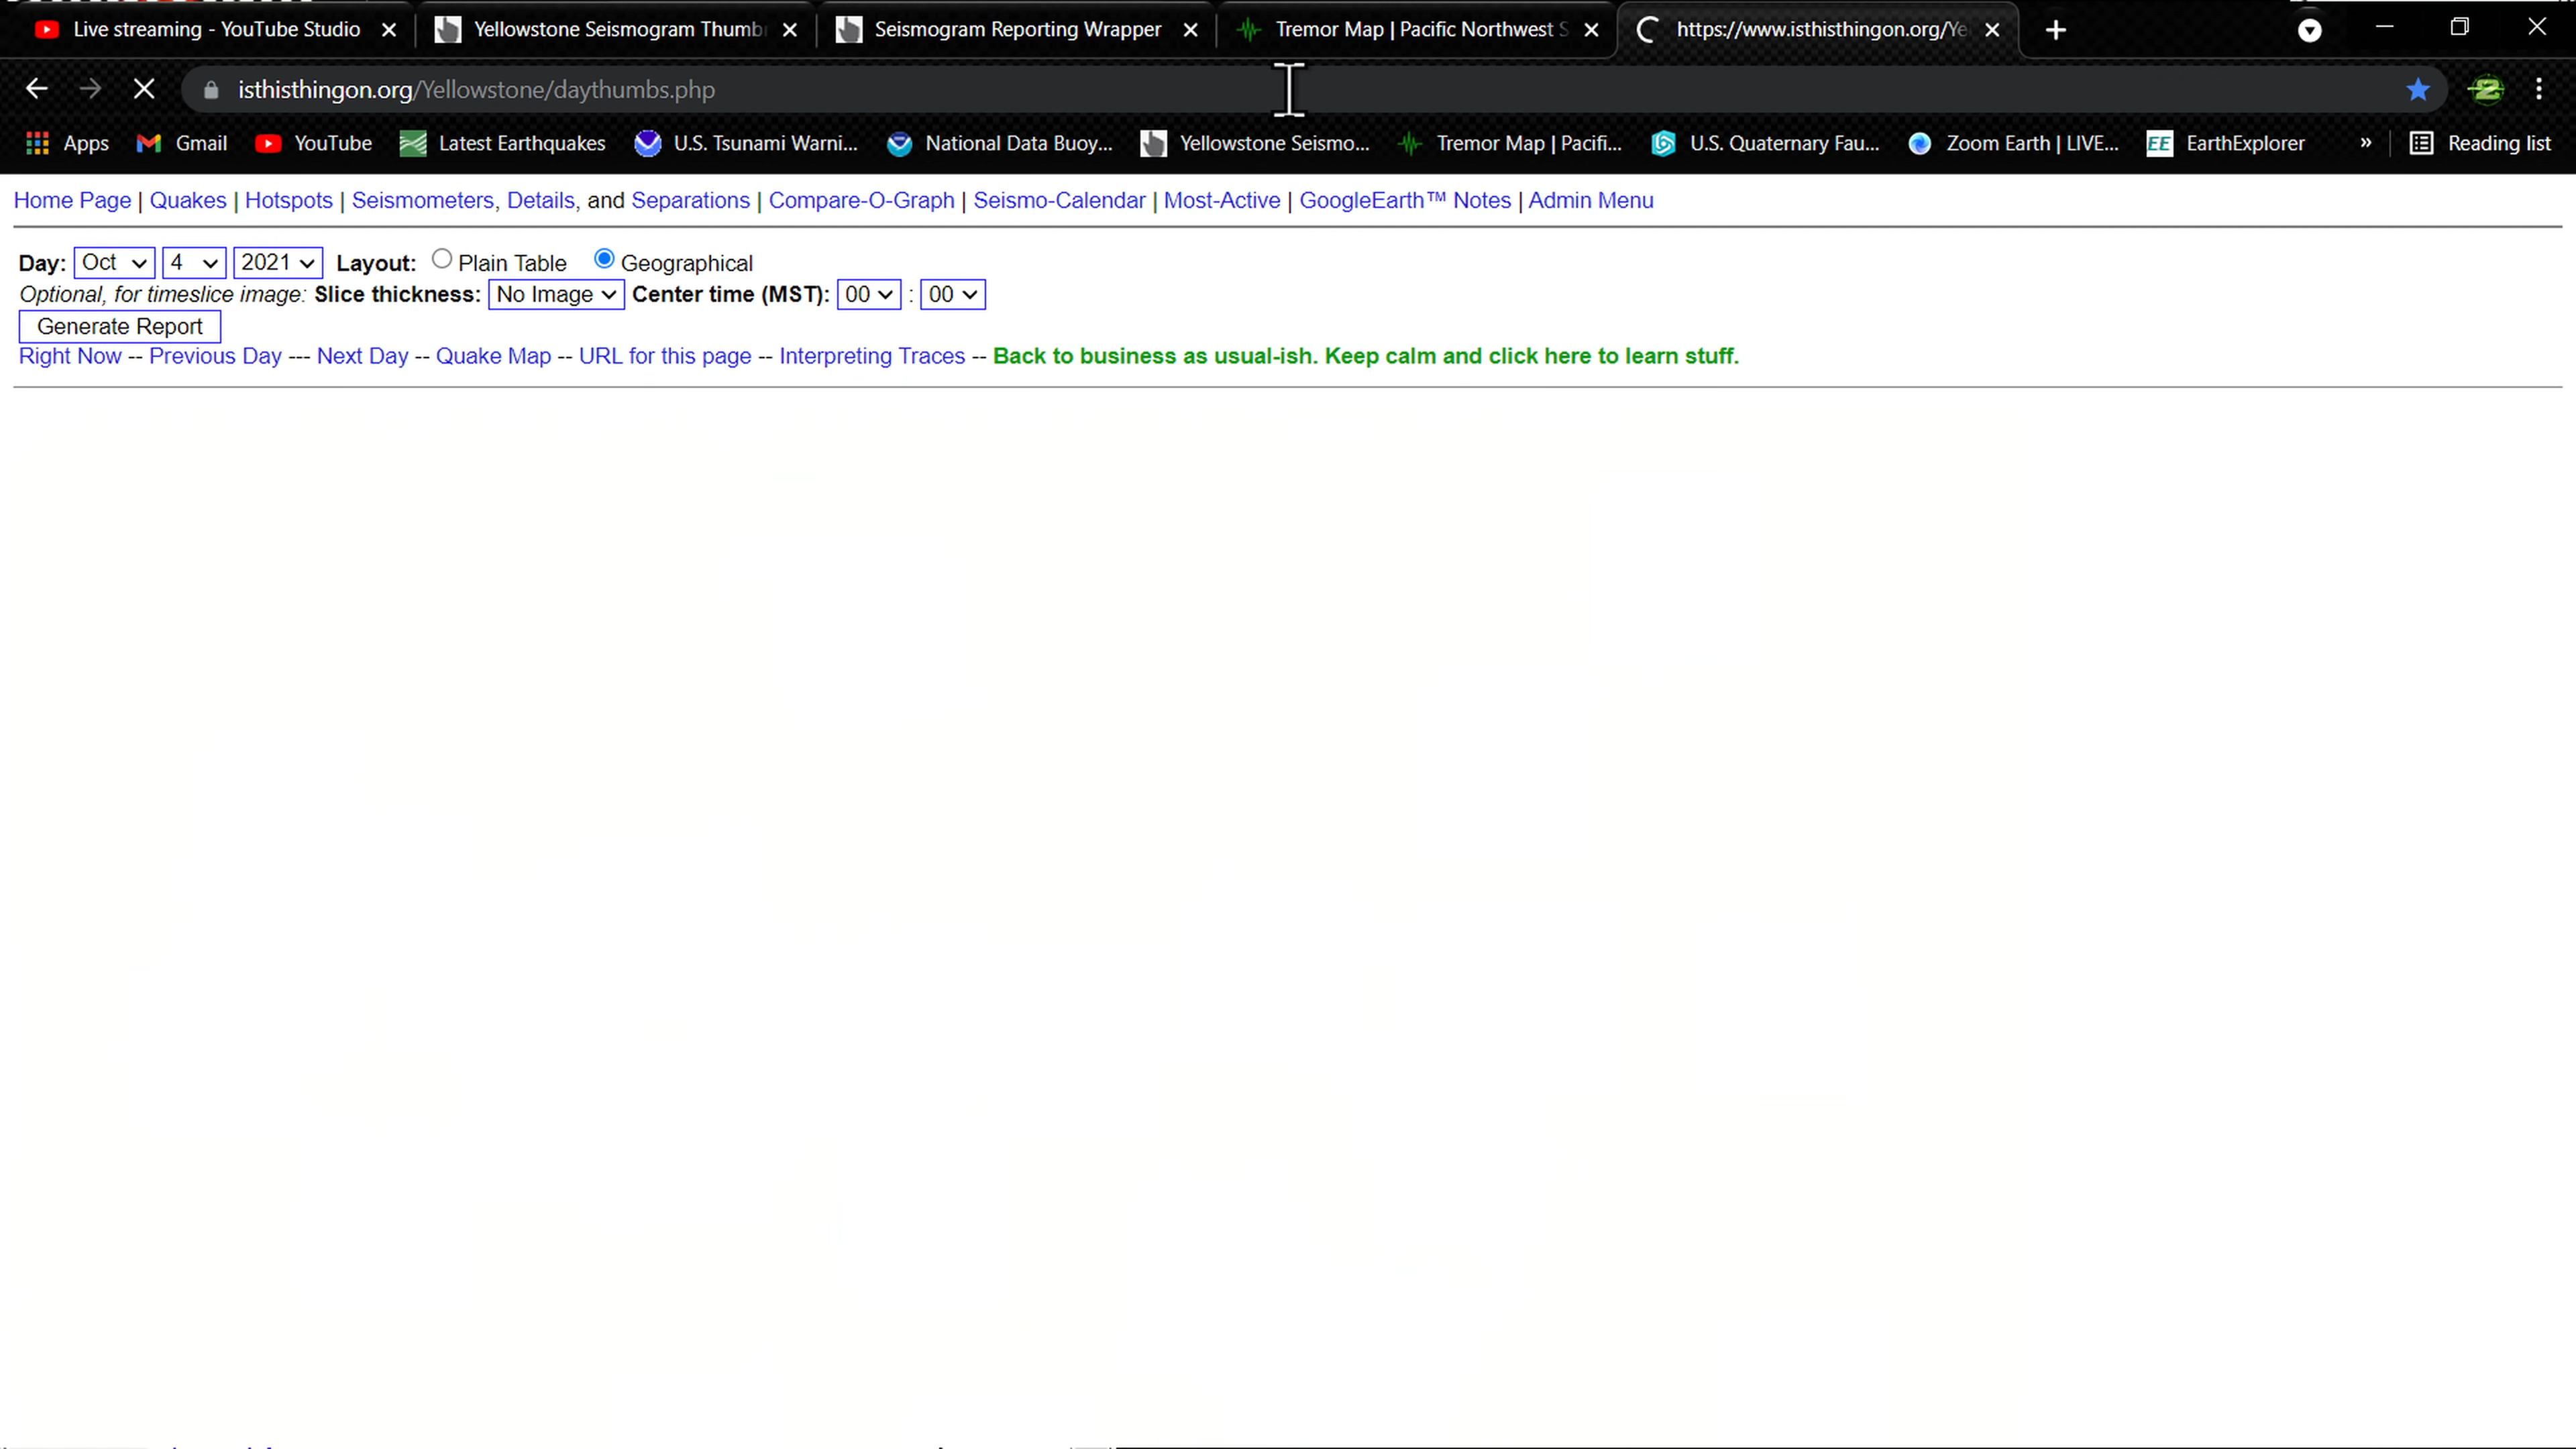 Live streaming - YouTube Studio
Yellowstone Seismogram Thumb
Seismogram Reporting Wrapper
Tremor Map | Pacific Northwest S
https://www.isthisthingon.org/Ye
isthisthingon.org/Yellowstone/daythumbs.php
Apps Gmail YouTube Latest Earthquakes U.S. Tsunami Warni... National Data Buoy... Yellowstone Seismo... Tremor Map | Pacifi... U.S. Quaternary Fau... Zoom Earth | LIVE... EE EarthExplorer » Reading list
Home Page | Quakes | Hotspots | Seismometers, Details, and Separations | Compare-O-Graph | Seismo-Calendar | Most-Active | GoogleEarth™ Notes | Admin Menu
Day: Oct 4 2021 Layout: Plain Table Geographical
Optional, for timeslice image: Slice thickness: No Image Center time (MST): 00 : 00
Generate Report
Right Now -- Previous Day --- Next Day -- Quake Map -- URL for this page -- Interpreting Traces -- Back to business as usual-ish. Keep calm and click here to learn stuff.